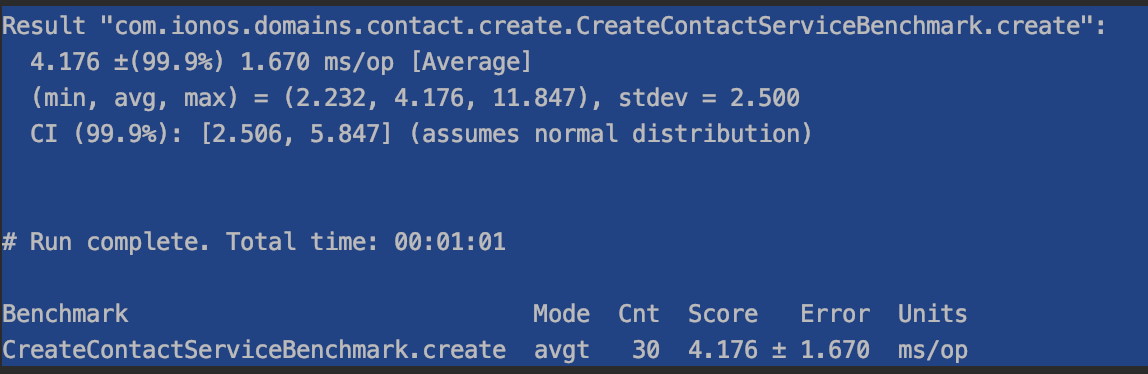 Result "com.ionos.domains.contact.create.CreateContactServiceBenchmark.create":
4.176 ±(99.9%) 1.670 ms/op [Average]
(min, avg, max) = (2.232, 4.176, 11.847), stdev = 2.500
CI (99.9%): [2.506, 5.847] (assumes normal distribution)
# Run complete. Total time: 00:01:01
Benchmark Mode Cnt Score Error Units
CreateContactServiceBenchmark.create avgt 30 4.176 ± 1.670 ms/op